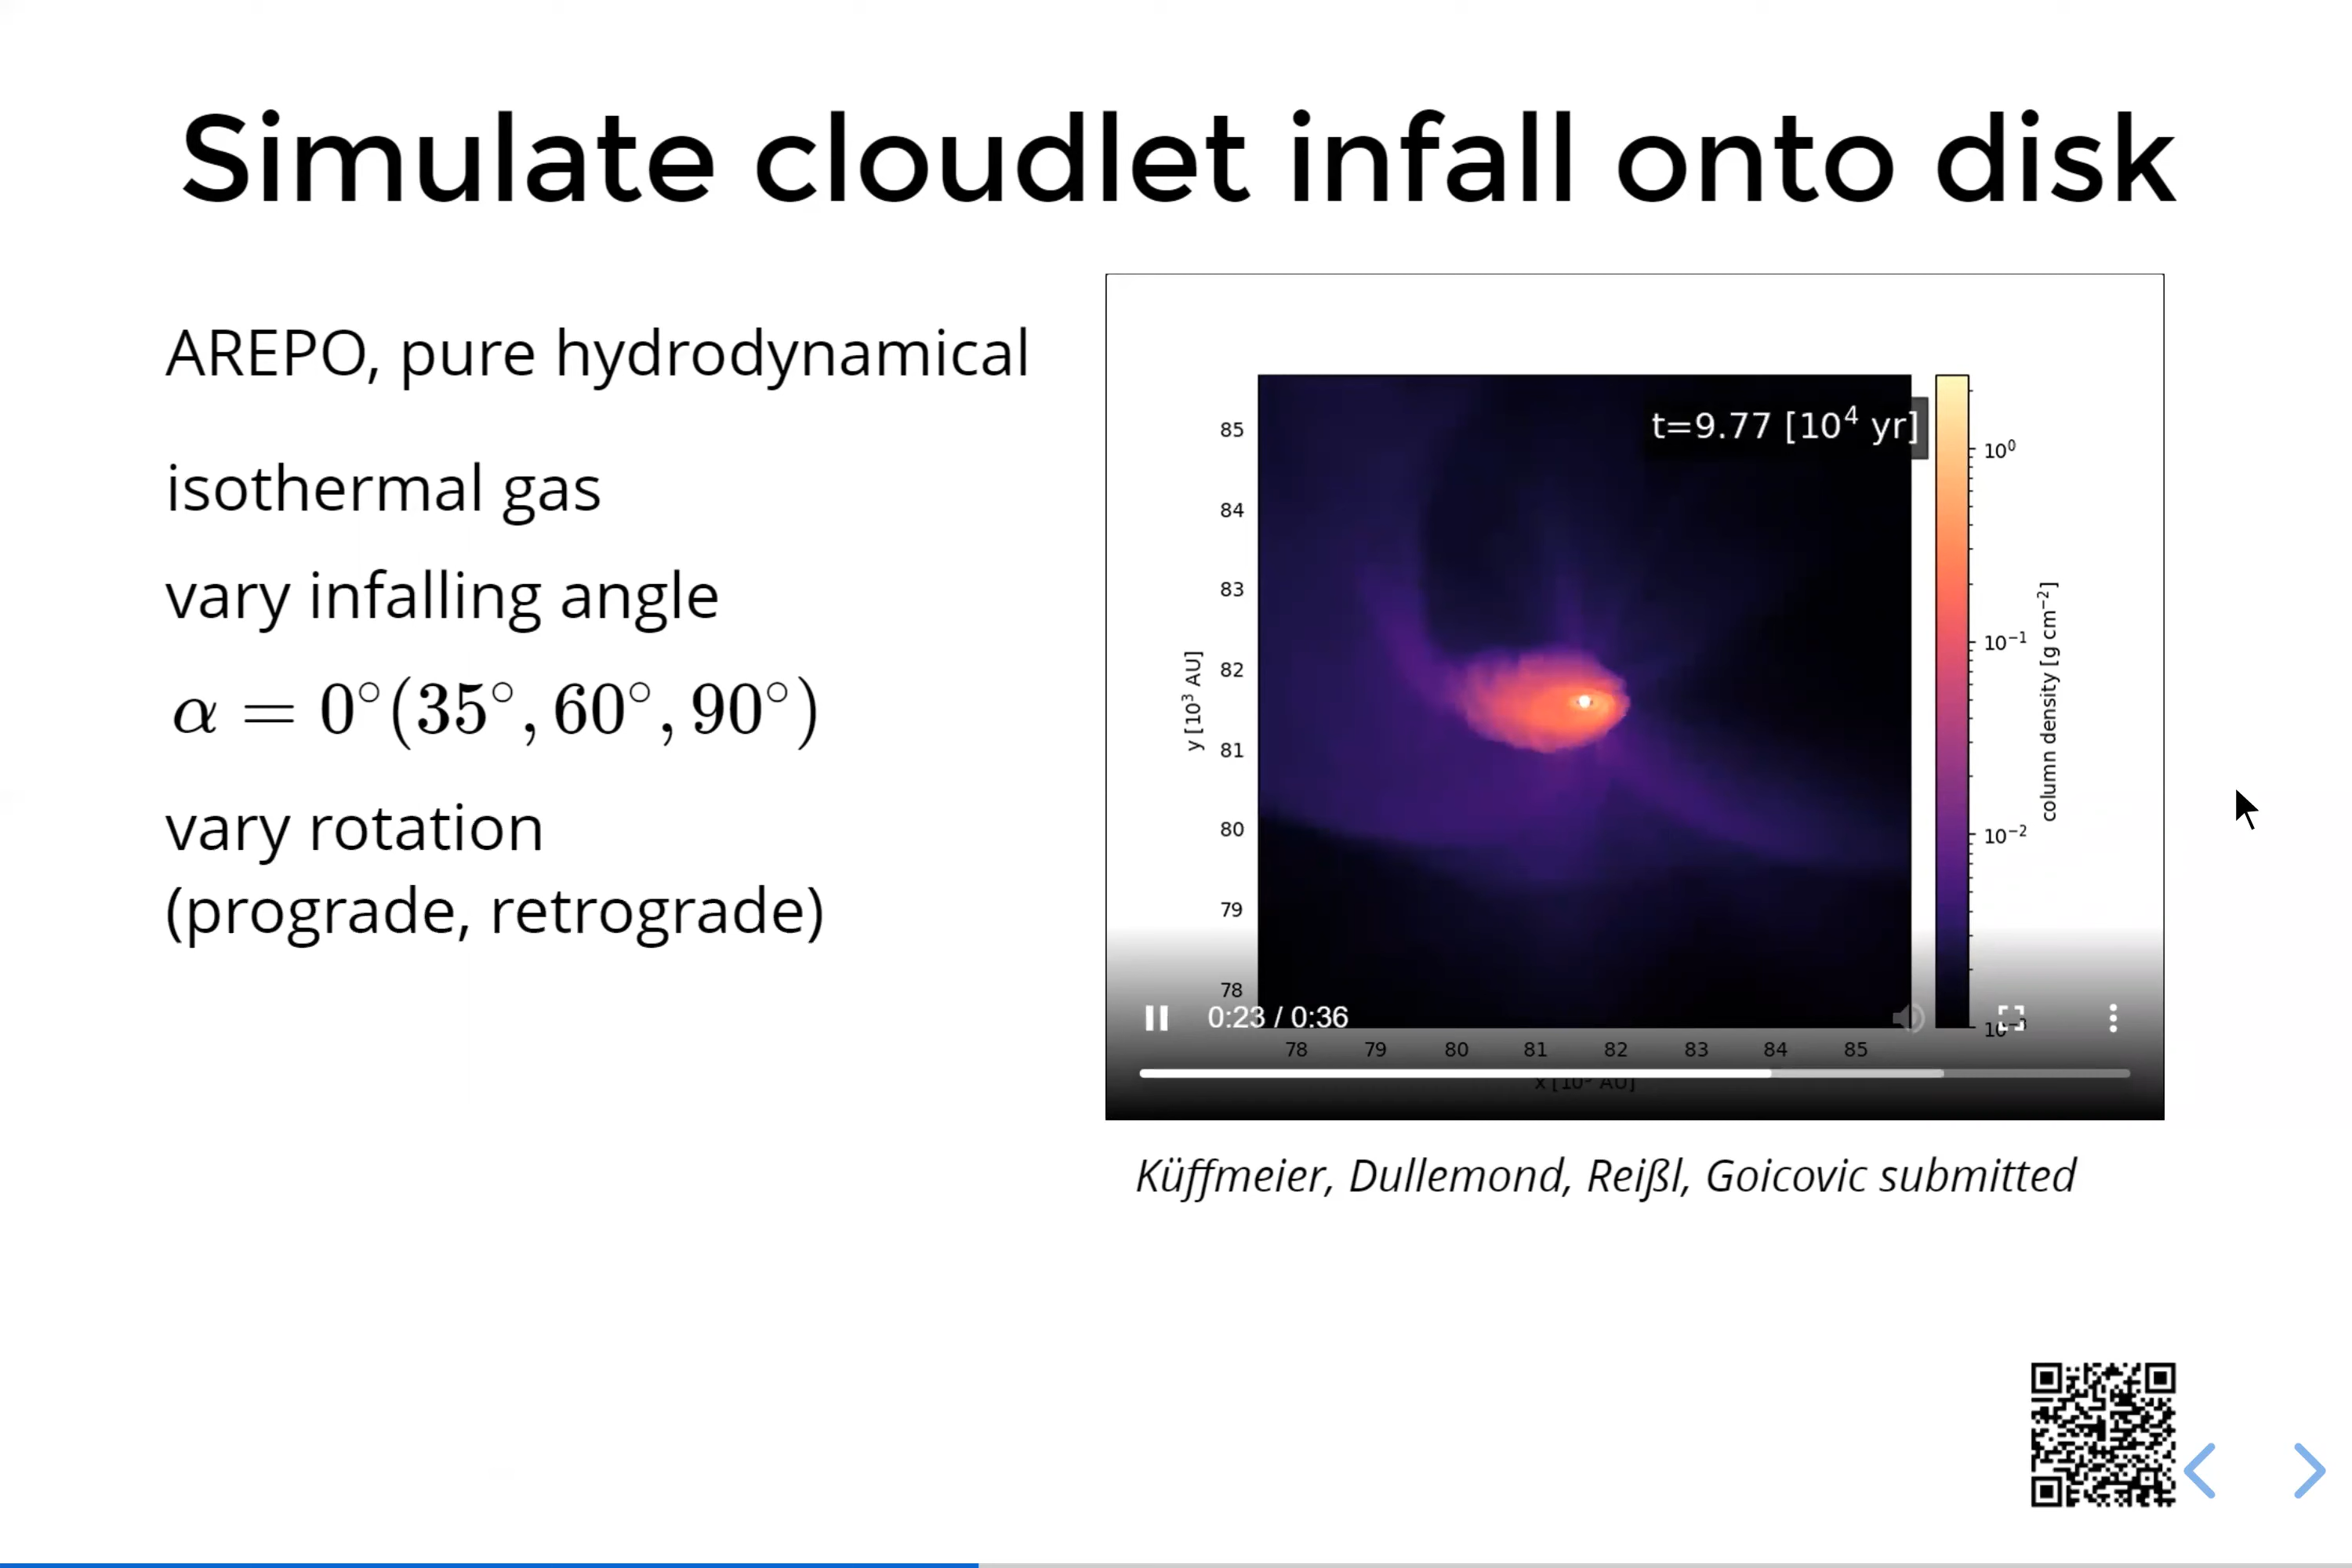 Simulate cloudlet infall onto disk
AREPO, pure hydrodynamical
isothermal gas
vary infalling angle
α = 0°(35°, 60°, 90°)
vary rotation
(prograde, retrograde)
t=9.77 [10⁴ yr]
85
84
83
82
81
80
79
78
y [10³ AU]
78 79 80 81 82 83 84 85
10⁰
10⁻¹
10⁻²
10⁻³
column density [g cm⁻²]
0:23 / 0:36
Küffmeier, Dullemond, Reißl, Goicovic submitted